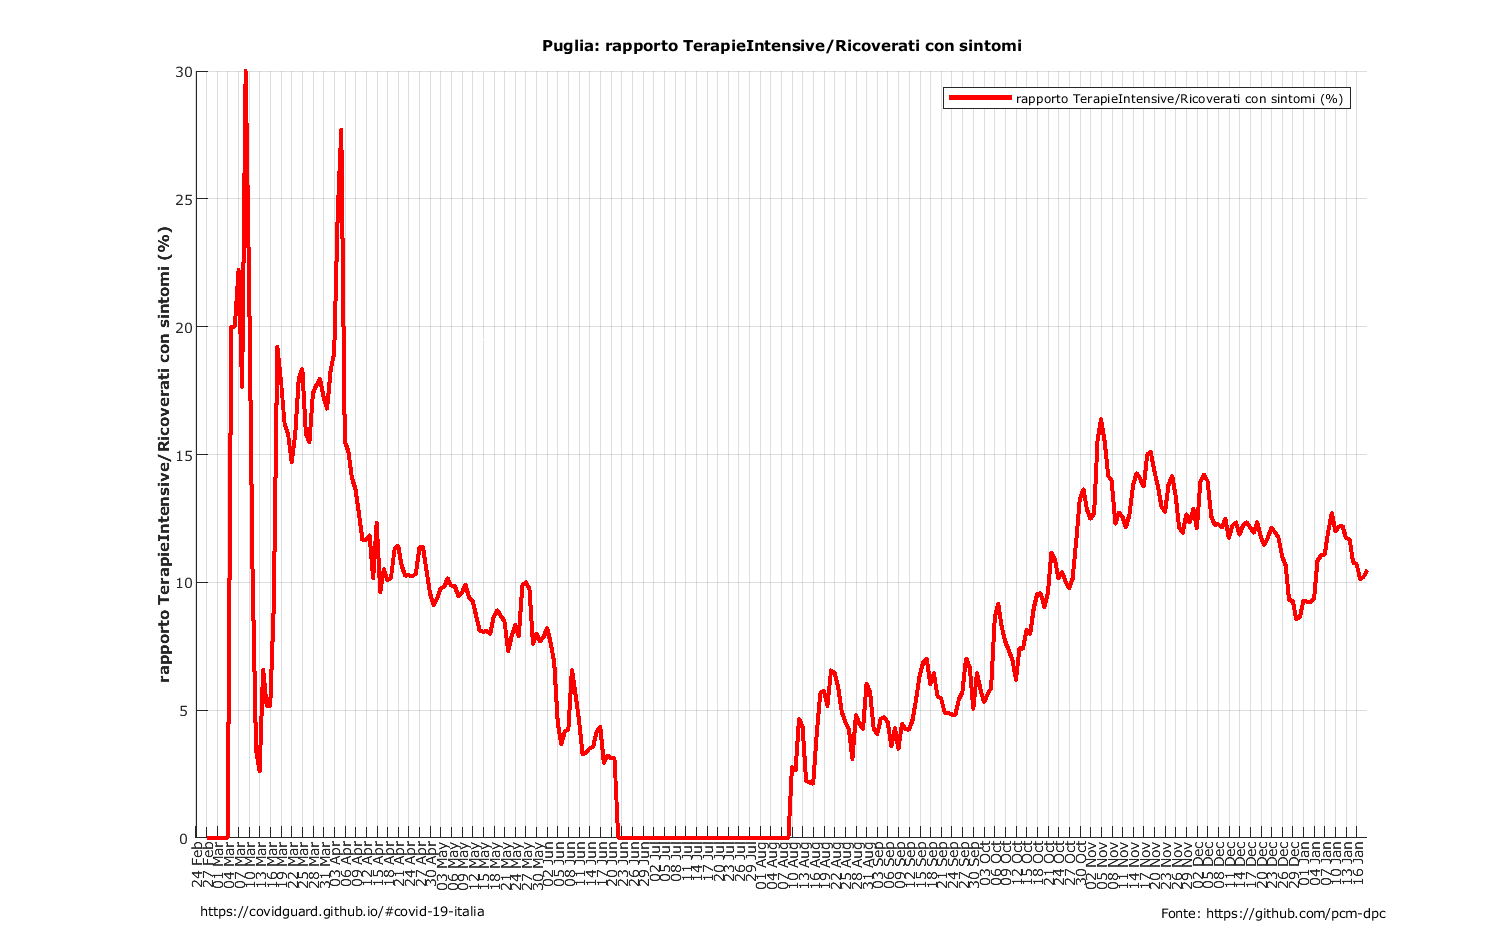 Puglia: rapporto TerapieIntensive/Ricoverati con sintomi
rapporto TerapieIntensive/Ricoverati con sintomi (%)
rapporto TerapieIntensive/Ricoverati con sintomi (%)
30
25
20
15
10
5
0
24 Feb
27 Feb
01 Mar
04 Mar
07 Mar
10 Mar
13 Mar
16 Mar
19 Mar
22 Mar
25 Mar
28 Mar
31 Mar
03 Apr
06 Apr
09 Apr
12 Apr
15 Apr
18 Apr
21 Apr
24 Apr
27 Apr
30 Apr
03 May
06 May
09 May
12 May
15 May
18 May
21 May
24 May
27 May
30 May
02 Jun
05 Jun
08 Jun
11 Jun
14 Jun
17 Jun
20 Jun
23 Jun
26 Jun
29 Jun
02 Jul
05 Jul
08 Jul
11 Jul
14 Jul
17 Jul
20 Jul
23 Jul
26 Jul
29 Jul
01 Aug
04 Aug
07 Aug
10 Aug
13 Aug
16 Aug
19 Aug
22 Aug
25 Aug
28 Aug
31 Aug
03 Sep
06 Sep
09 Sep
12 Sep
15 Sep
18 Sep
21 Sep
24 Sep
27 Sep
30 Sep
03 Oct
06 Oct
09 Oct
12 Oct
15 Oct
18 Oct
21 Oct
24 Oct
27 Oct
30 Oct
02 Nov
05 Nov
08 Nov
11 Nov
14 Nov
17 Nov
20 Nov
23 Nov
26 Nov
29 Nov
02 Dec
05 Dec
08 Dec
11 Dec
14 Dec
17 Dec
20 Dec
23 Dec
26 Dec
29 Dec
01 Jan
04 Jan
07 Jan
10 Jan
13 Jan
16 Jan
https://covidguard.github.io/#covid-19-italia
Fonte: https://github.com/pcm-dpc